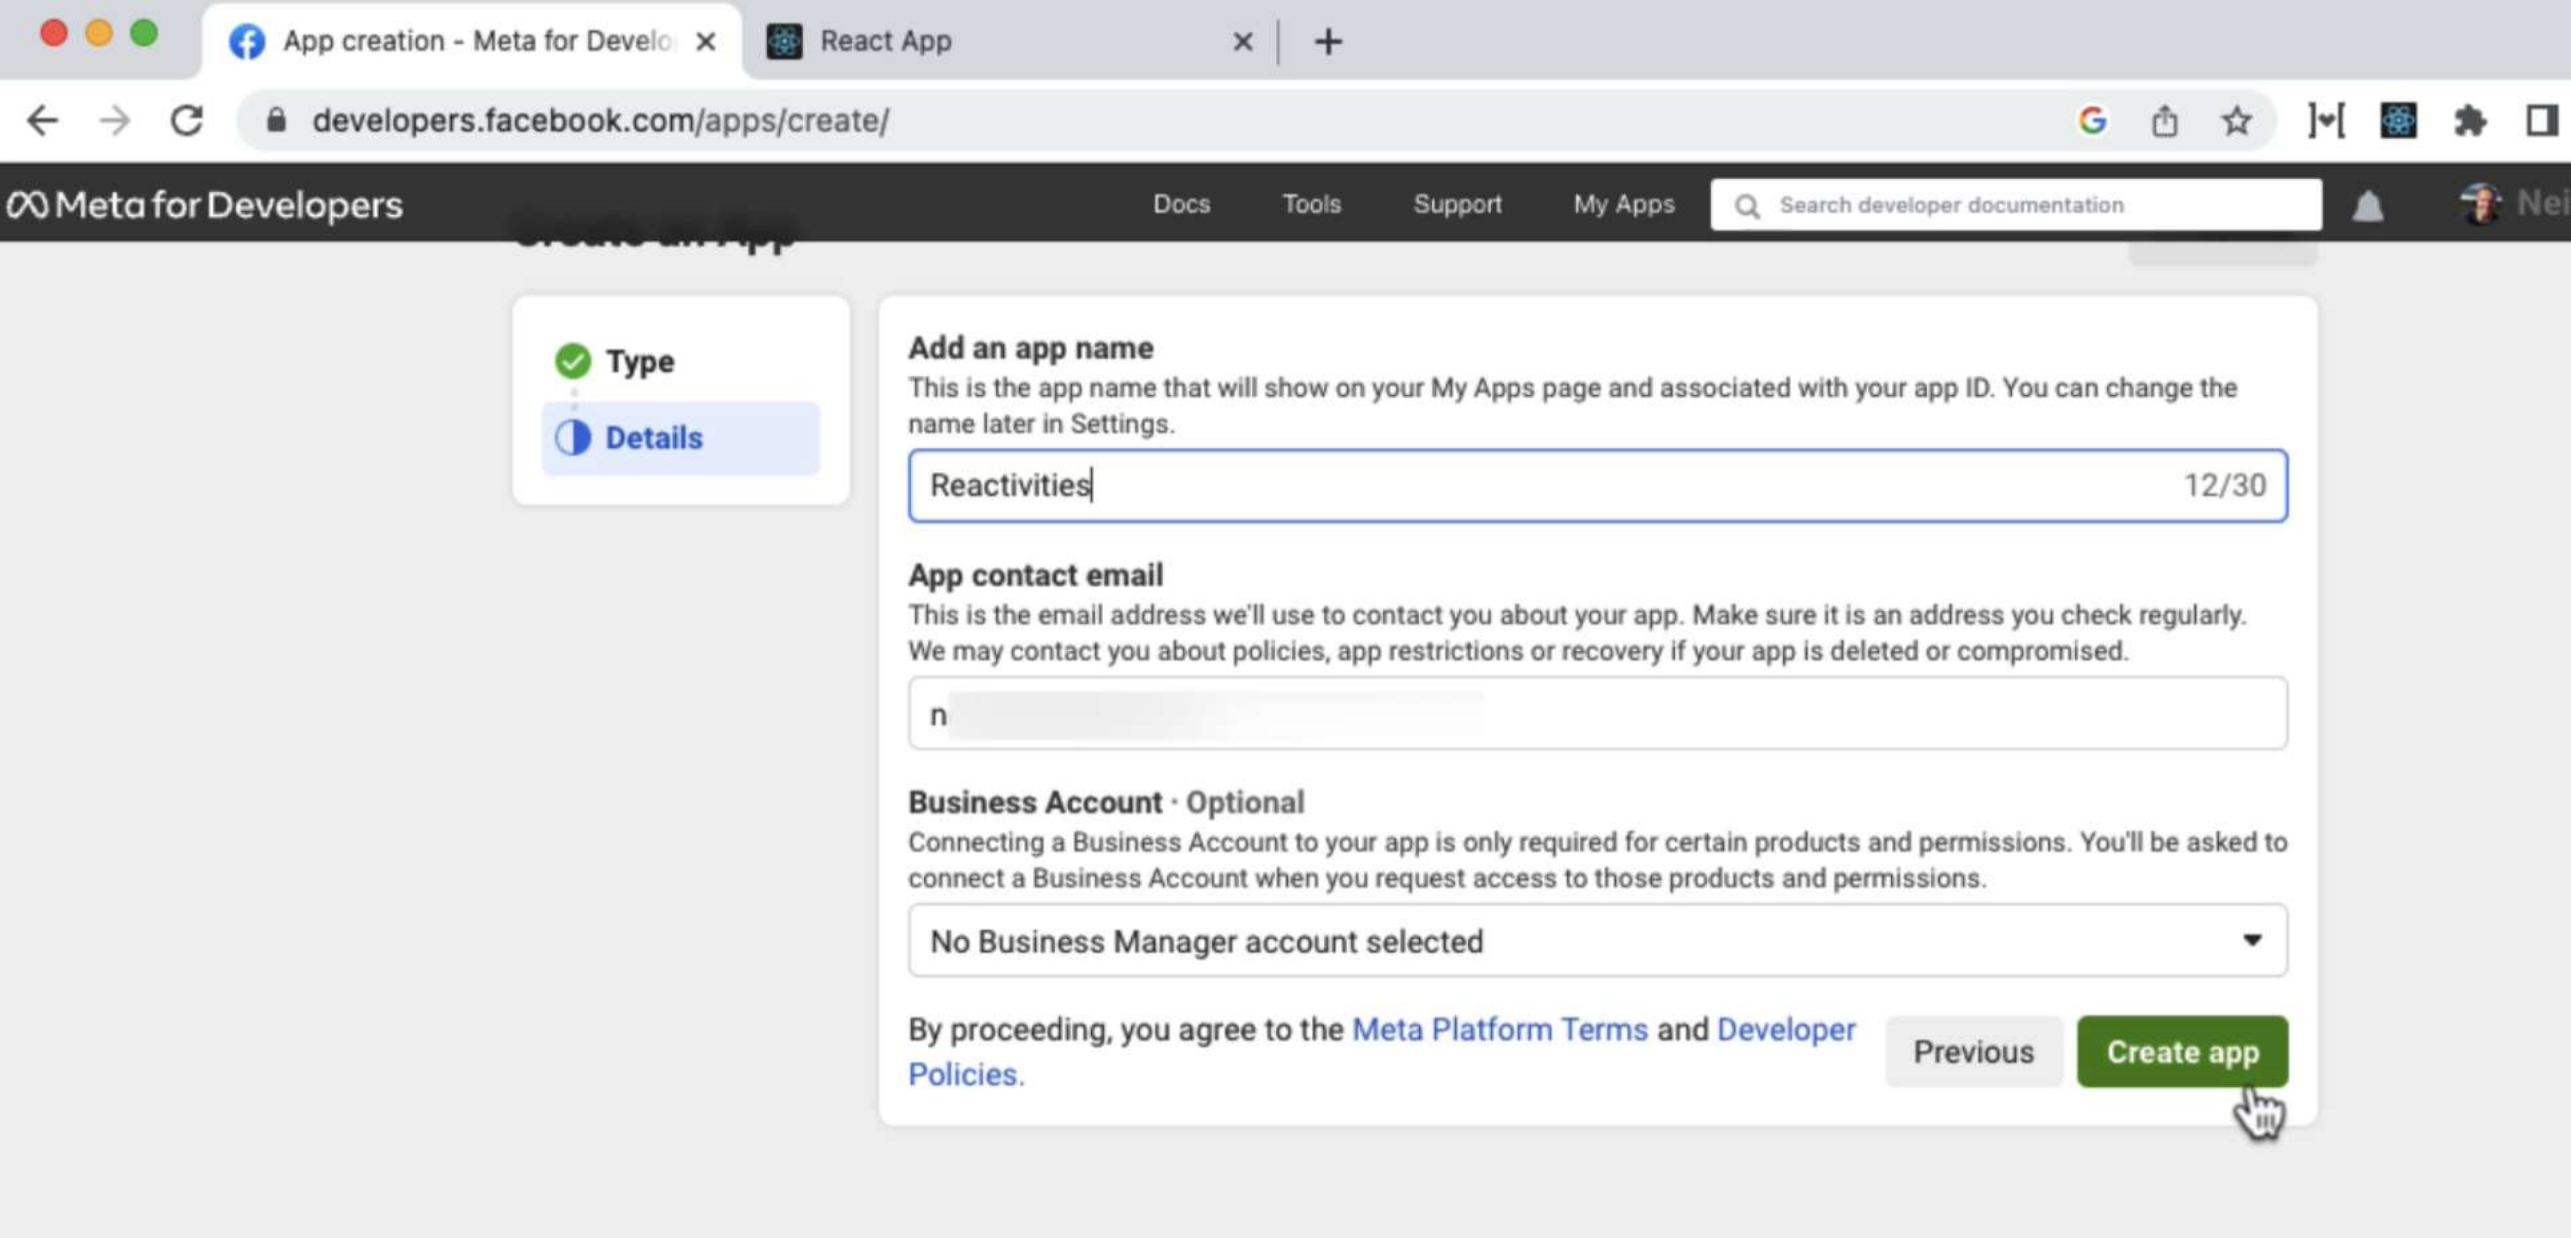 App creation - Meta for Develo
React App
developers.facebook.com/apps/create/
Meta for Developers
Docs
Tools
Support
My Apps
Search developer documentation
Nei
Create an App
Type
Details
Add an app name
This is the app name that will show on your My Apps page and associated with your app ID. You can change the
name later in Settings.
Reactivities
12/30
App contact email
This is the email address we'll use to contact you about your app. Make sure it is an address you check regularly.
We may contact you about policies, app restrictions or recovery if your app is deleted or compromised.
n
Business Account · Optional
Connecting a Business Account to your app is only required for certain products and permissions. You'll be asked to
connect a Business Account when you request access to those products and permissions.
No Business Manager account selected
By proceeding, you agree to the Meta Platform Terms and Developer
Policies.
Previous
Create app